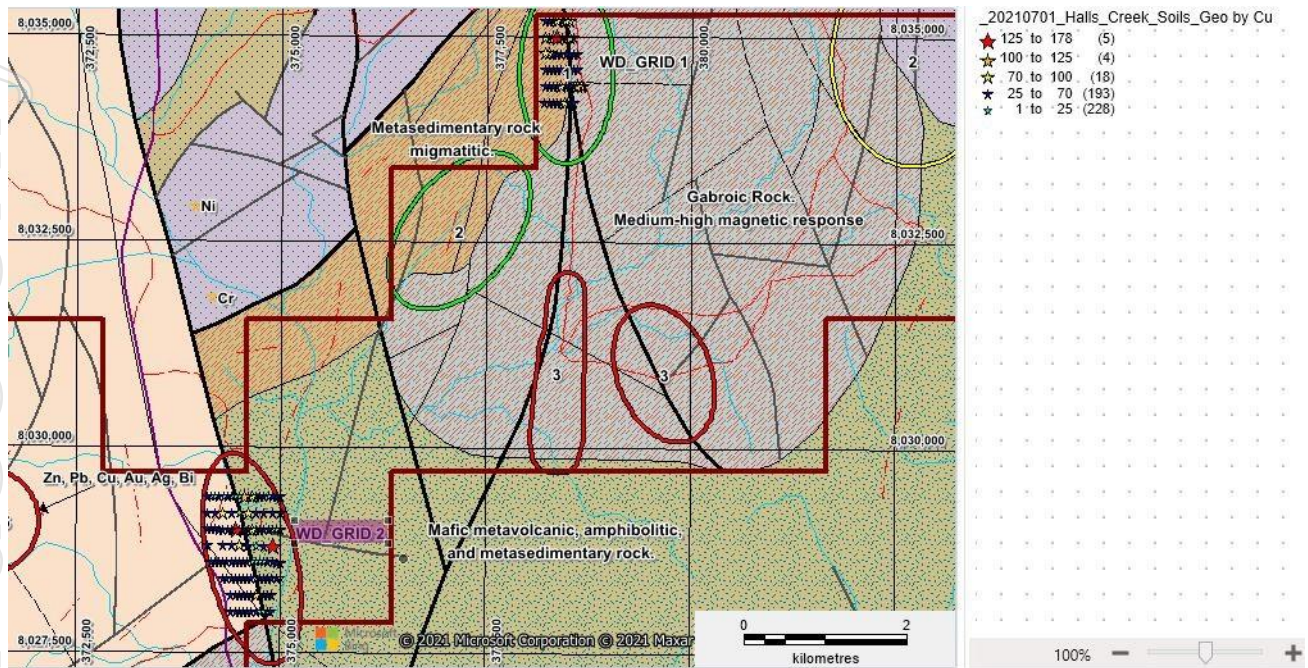 8,035,000
372,500
375,000
377,500
380,000
8,035,000
WD_GRID 1
1
2
Metasedimentary rock
migmatitic.
Ni
Gabroic Rock.
Medium-high magnetic response
8,032,500
2
8,032,500
Cr
3
3
8,030,000
8,030,000
Zn, Pb, Cu, Au, Ag, Bi
WD_GRID 2
Mafic metavolcanic, amphibolitic,
and metasedimentary rock.
8,027,500
372,500
375,000
© 2021 Microsoft Corporation © 2021 Maxar
0 2
kilometres
_20210701_Halls_Creek_Soils_Geo by Cu
125 to 178 (5)
100 to 125 (4)
70 to 100 (18)
25 to 70 (193)
1 to 25 (228)
100%